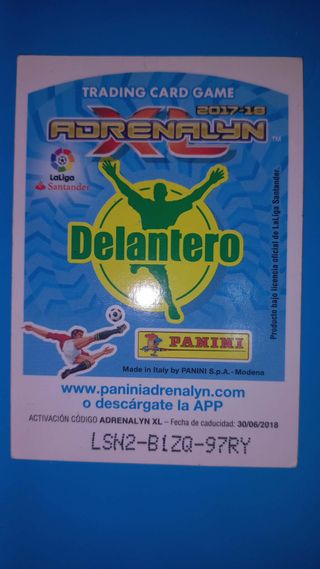 TRADING CARD GAME
2017-18
ADRENALYN XL TM
LaLiga
Santander
Delantero
PANINI
Made in Italy by PANINI S.p.A. - Modena
Producto bajo licencia oficial de LaLiga Santander.
www.paniniadrenalyn.com
o descárgate la APP
ACTIVACIÓN CÓDIGO ADRENALYN XL – Fecha de caducidad: 30/06/2018
LSN2-B1ZQ-97RY